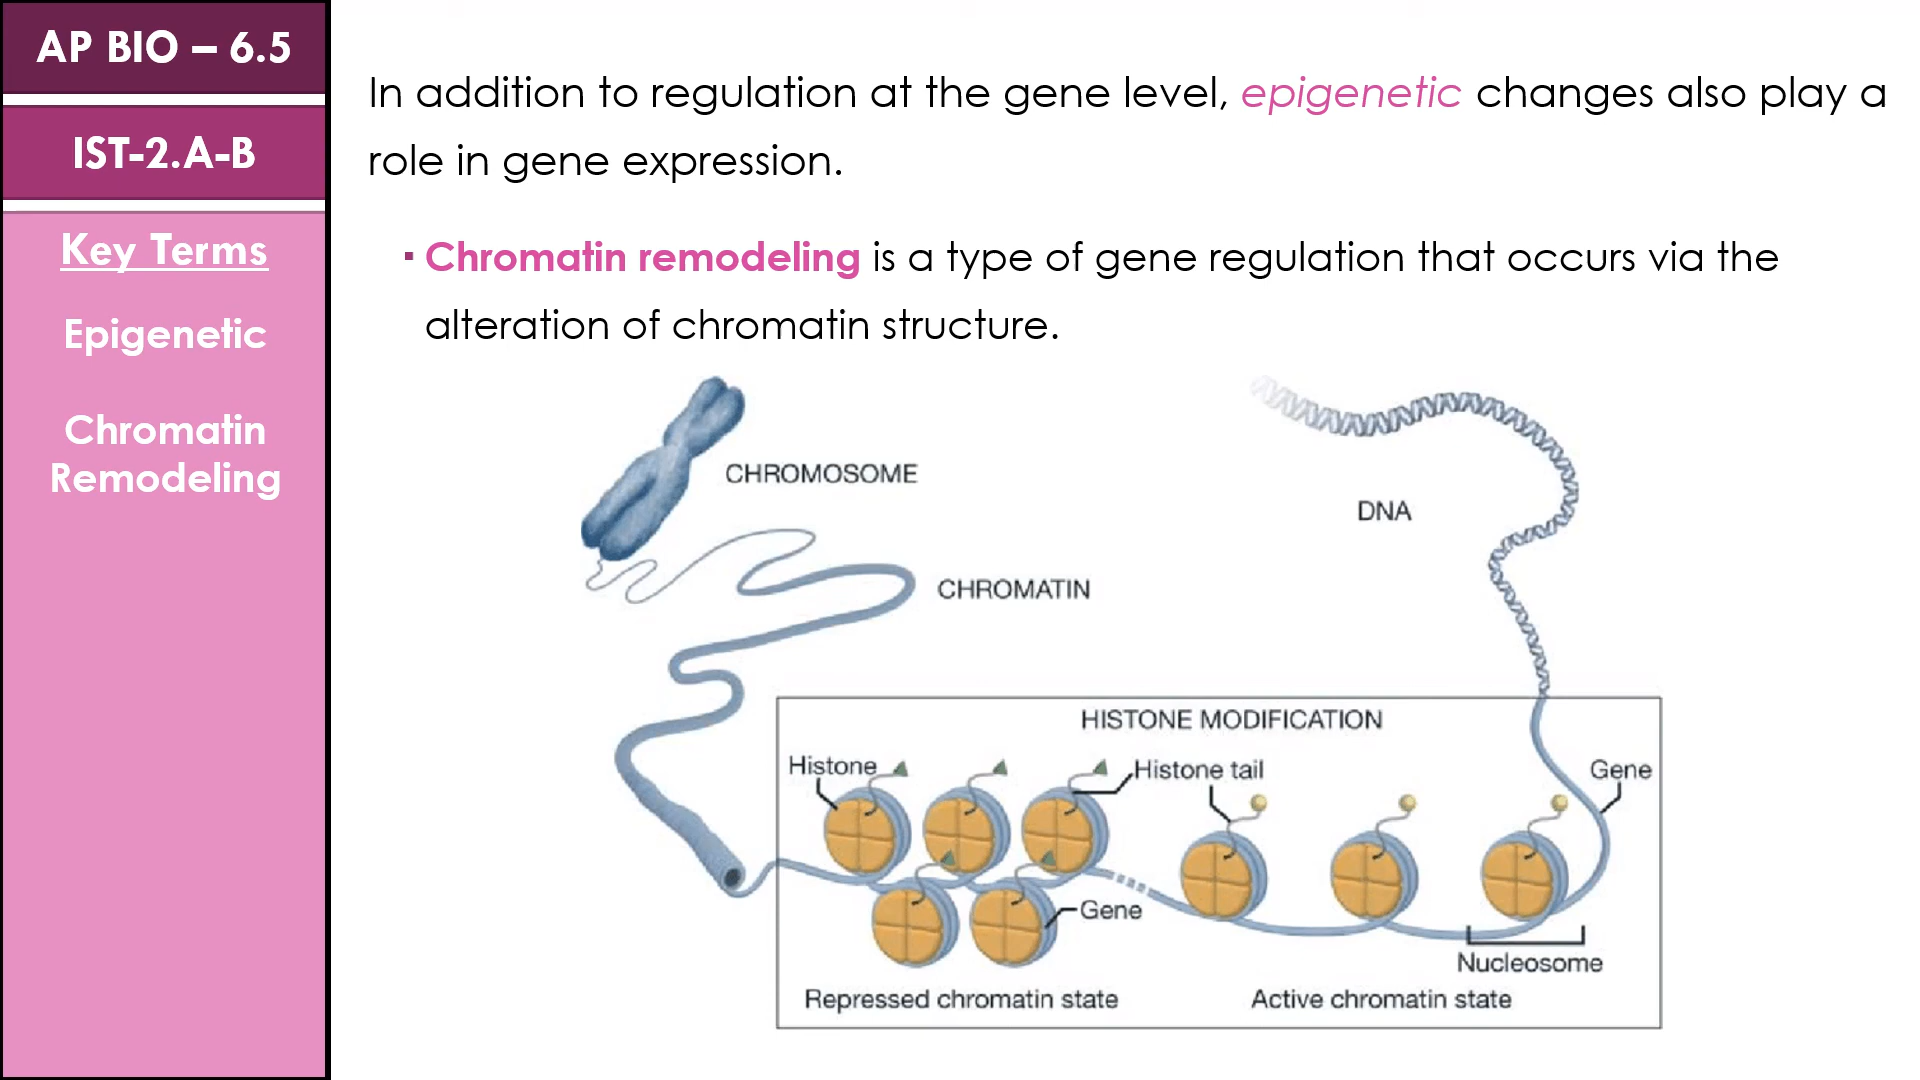 AP BIO – 6.5
IST-2.A-B
Key Terms
Epigenetic
Chromatin
Remodeling
In addition to regulation at the gene level, epigenetic changes also play a
role in gene expression.
▪ Chromatin remodeling is a type of gene regulation that occurs via the
alteration of chromatin structure.
CHROMOSOME
DNA
CHROMATIN
HISTONE MODIFICATION
Histone
Histone tail
Gene
Gene
Nucleosome
Repressed chromatin state
Active chromatin state